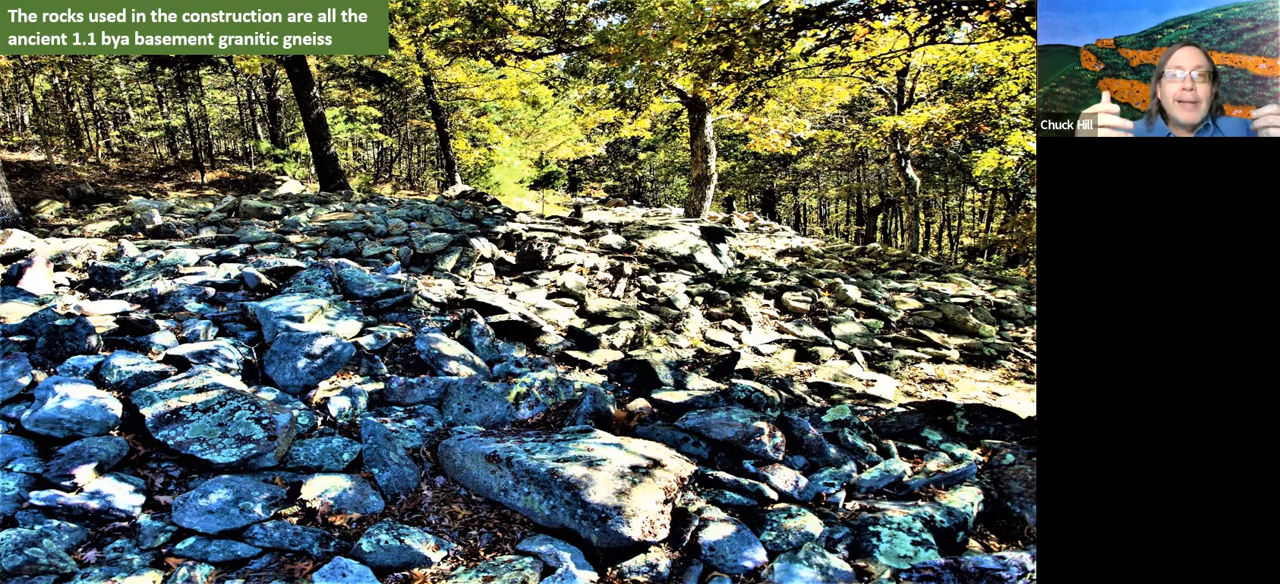 The rocks used in the construction are all the
ancient 1.1 bya basement granitic gneiss
Chuck Hill